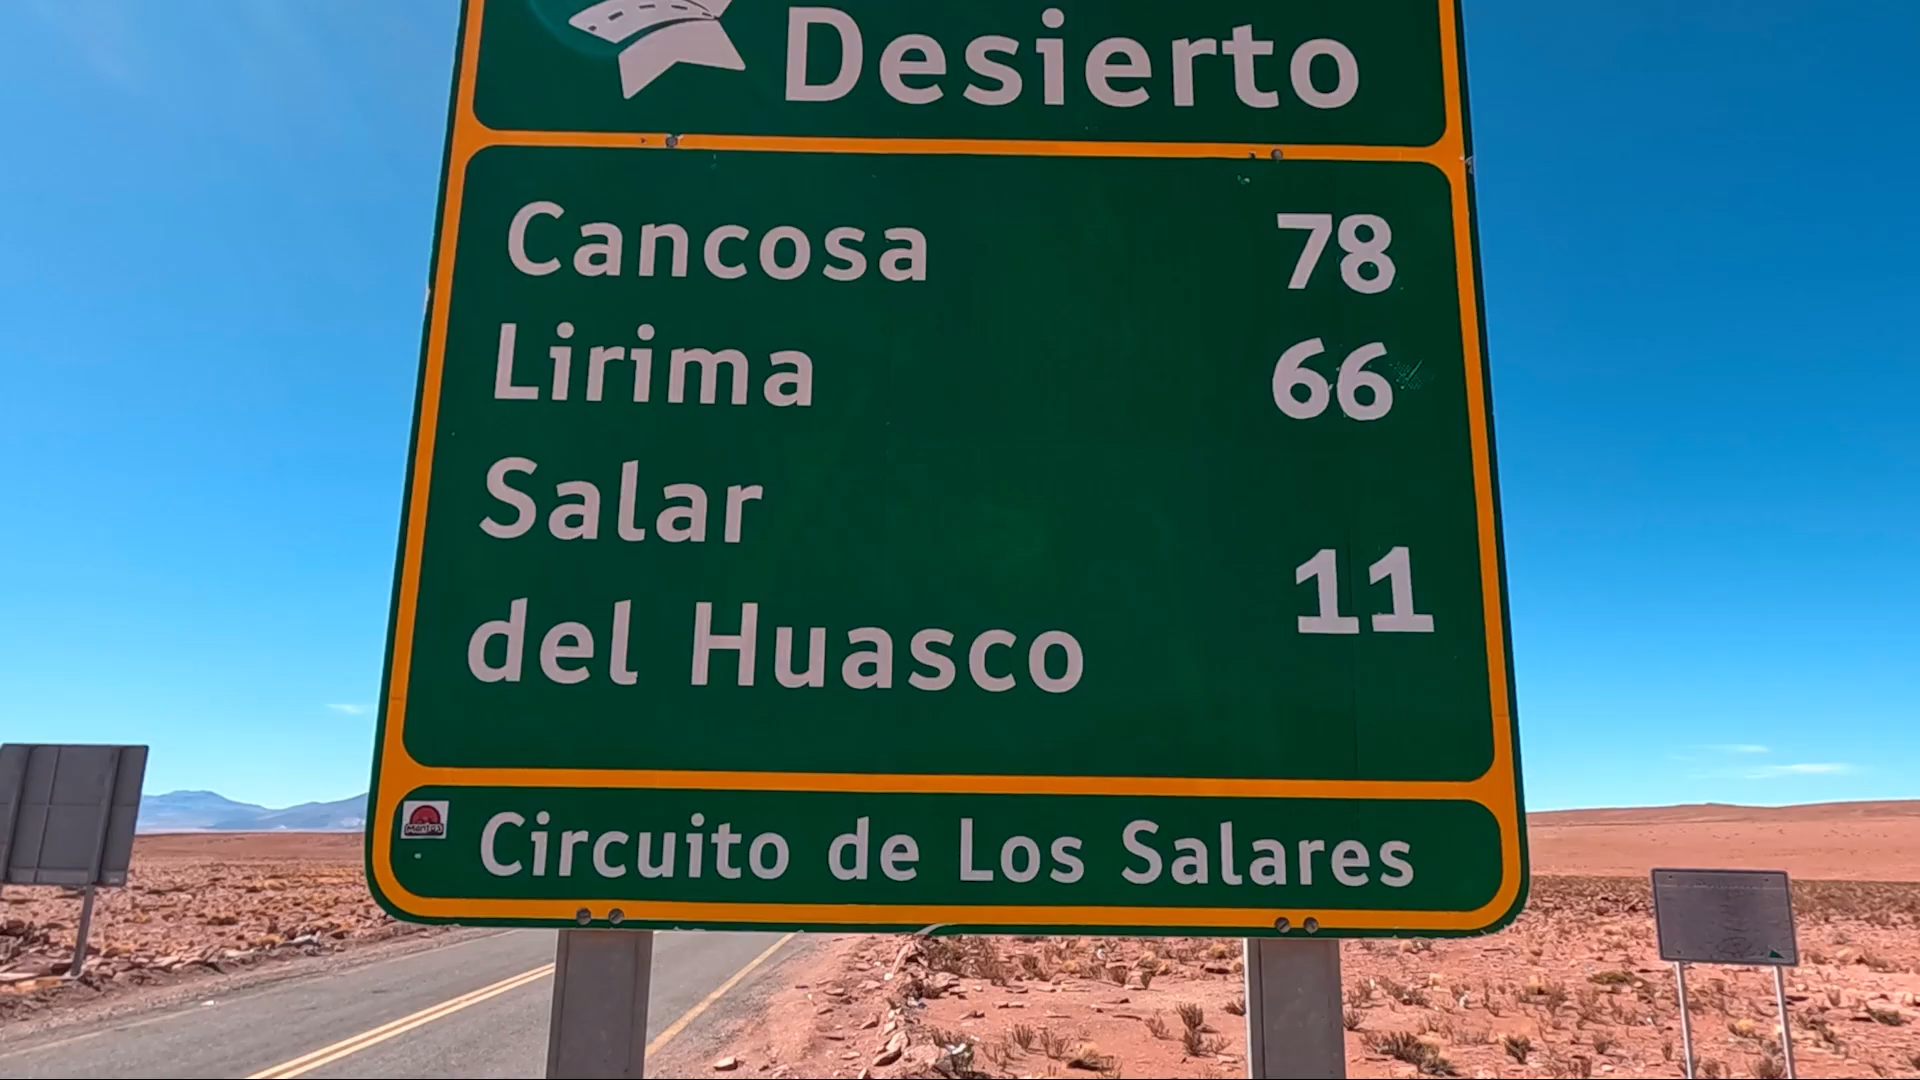 Desierto
Cancosa 78
Lirima 66
Salar
del Huasco 11
Circuito de Los Salares